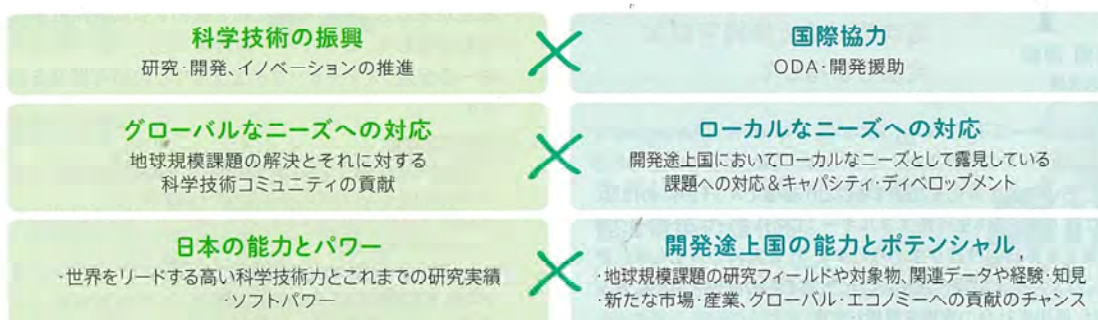 科学技術の振興
研究・開発、イノベーションの推進
国際協力
ODA・開発援助
グローバルなニーズへの対応
地球規模課題の解決とそれに対する
科学技術コミュニティの貢献
ローカルなニーズへの対応
開発途上国においてローカルなニーズとして露見している
課題への対応&キャパシティ・ディベロップメント
日本の能力とパワー
・世界をリードする高い科学技術力とこれまでの研究実績
・ソフトパワー
開発途上国の能力とポテンシャル
・地球規模課題の研究フィールドや対象物、関連データや経験・知見
・新たな市場・産業、グローバル・エコノミーへの貢献のチャンス